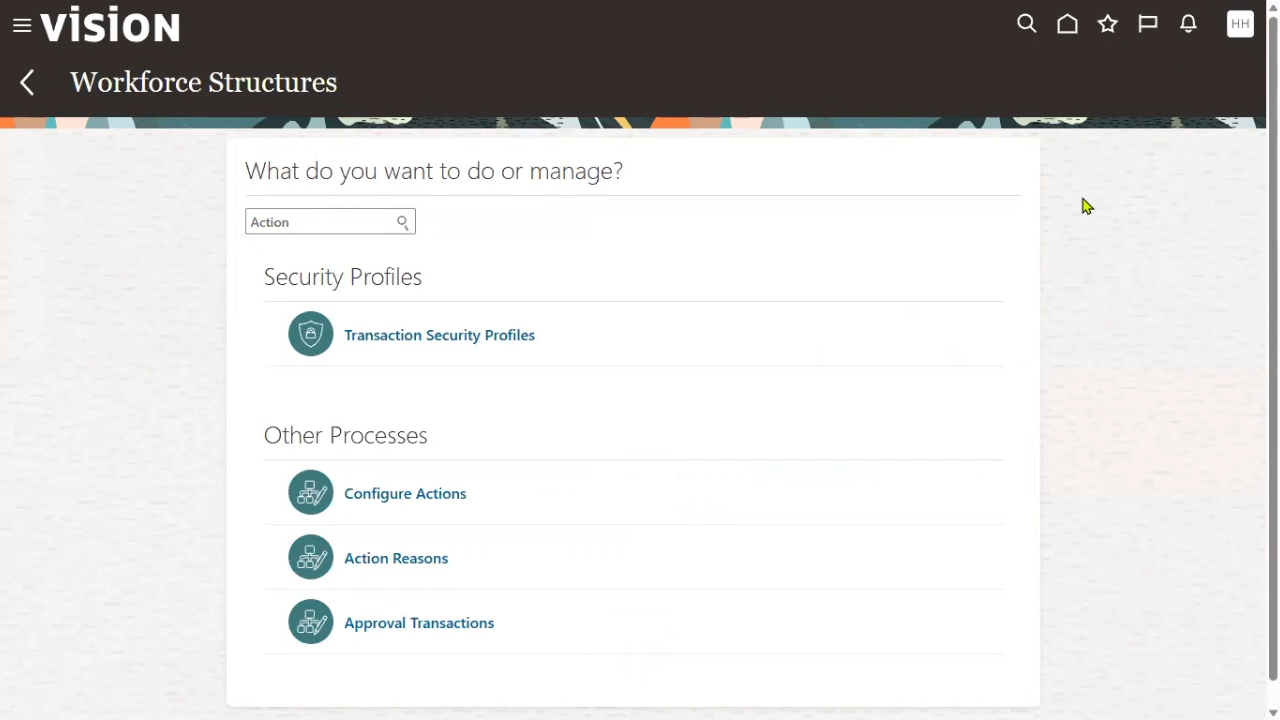 vision
HH
Workforce Structures
What do you want to do or manage?
Action
Security Profiles
Transaction Security Profiles
Other Processes
Configure Actions
Action Reasons
Approval Transactions